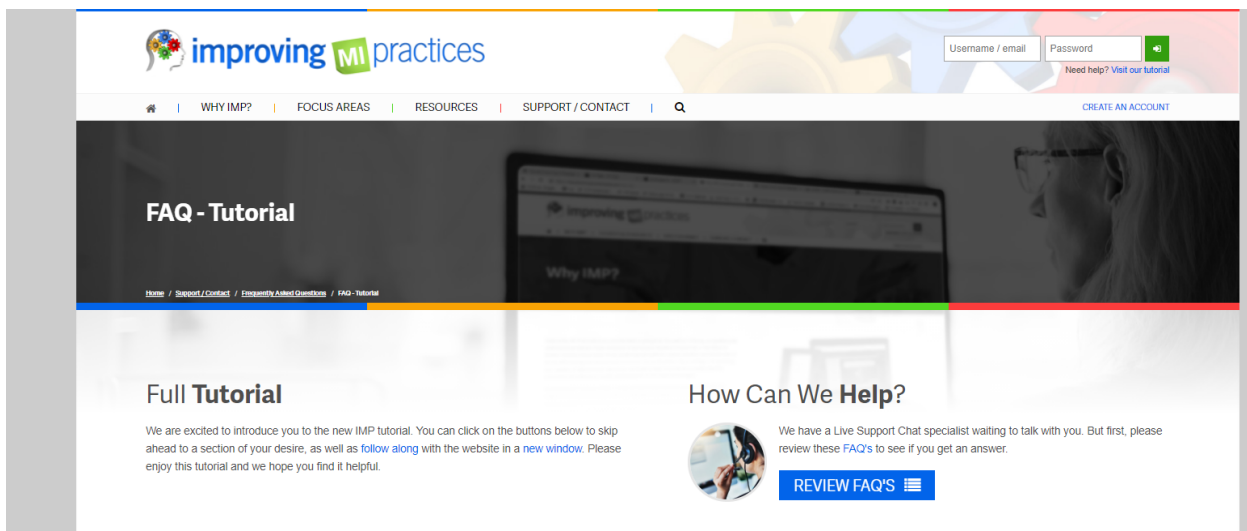 improving MI practices
Username / email
Password
Need help? Visit our tutorial
WHY IMP?
FOCUS AREAS
RESOURCES
SUPPORT / CONTACT
CREATE AN ACCOUNT
improving MI practices
Why IMP?
FAQ - Tutorial
Home / Support / Contact / Frequently Asked Questions / FAQ - Tutorial
Full Tutorial
We are excited to introduce you to the new IMP tutorial. You can click on the buttons below to skip
ahead to a section of your desire, as well as follow along with the website in a new window. Please
enjoy this tutorial and we hope you find it helpful.
How Can We Help?
We have a Live Support Chat specialist waiting to talk with you. But first, please
review these FAQ's to see if you get an answer.
REVIEW FAQ'S